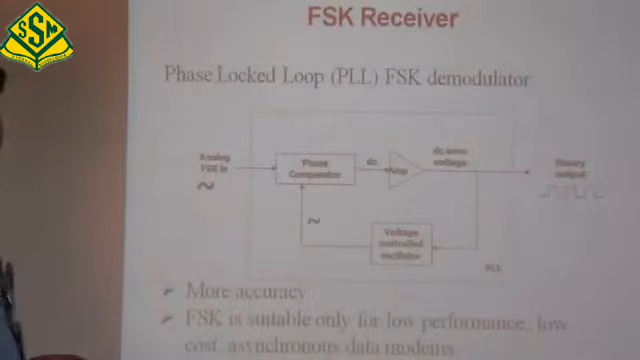 SSM
FSK Receiver
Phase Locked Loop (PLL) FSK demodulator
Analog
FSK in
Phase
Comparator
dc
Amp
dc error
voltage
Binary
output
Voltage
controlled
oscillator
PLL
More accuracy
FSK is suitable only for low performance, low
cost, asynchronous data modems